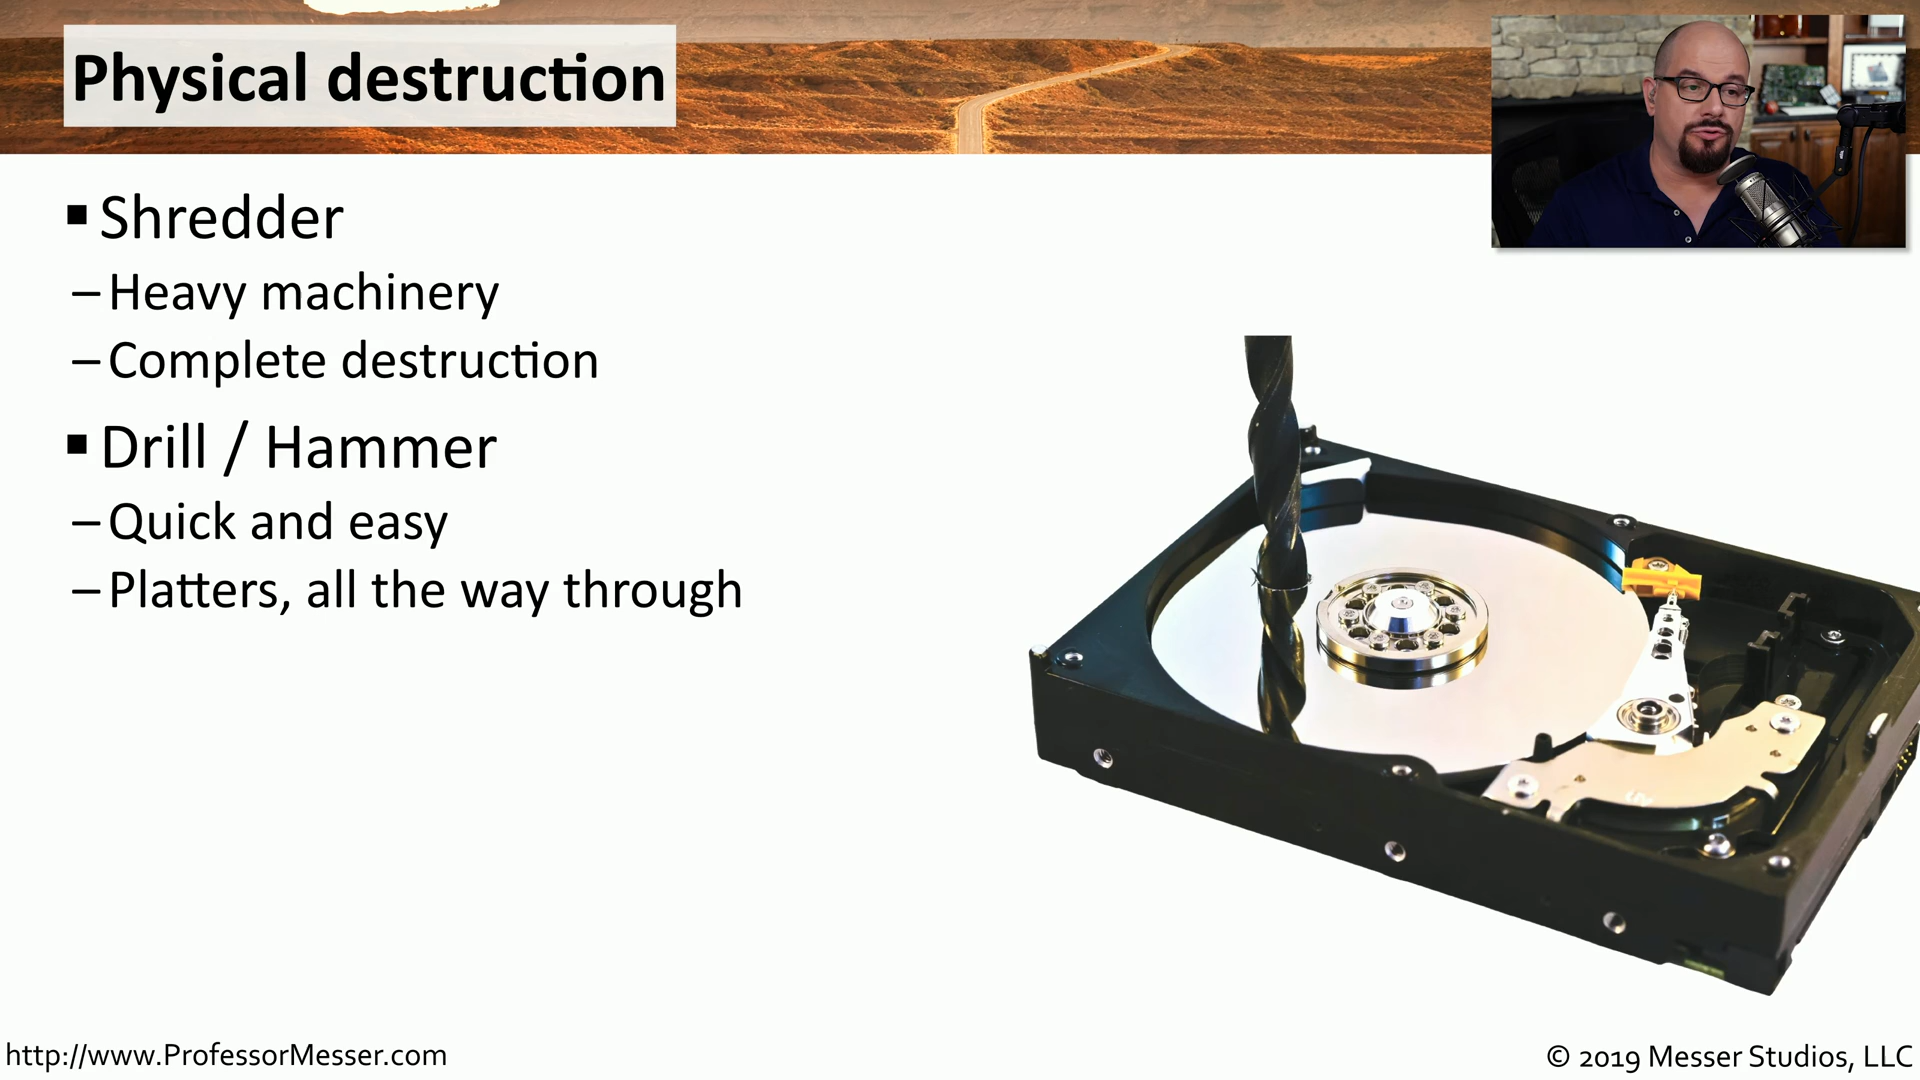 Physical destruction
▪ Shredder
– Heavy machinery
– Complete destruction
▪ Drill / Hammer
– Quick and easy
– Platters, all the way through
http://www.ProfessorMesser.com
© 2019 Messer Studios, LLC